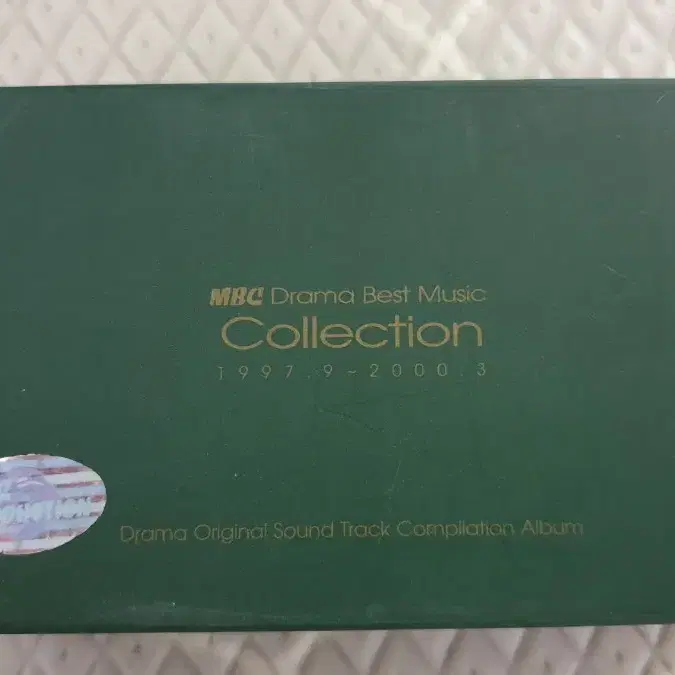 MBC Drama Best Music
Collection
1997.9~2000.3
Drama Original Sound Track Compilation Album